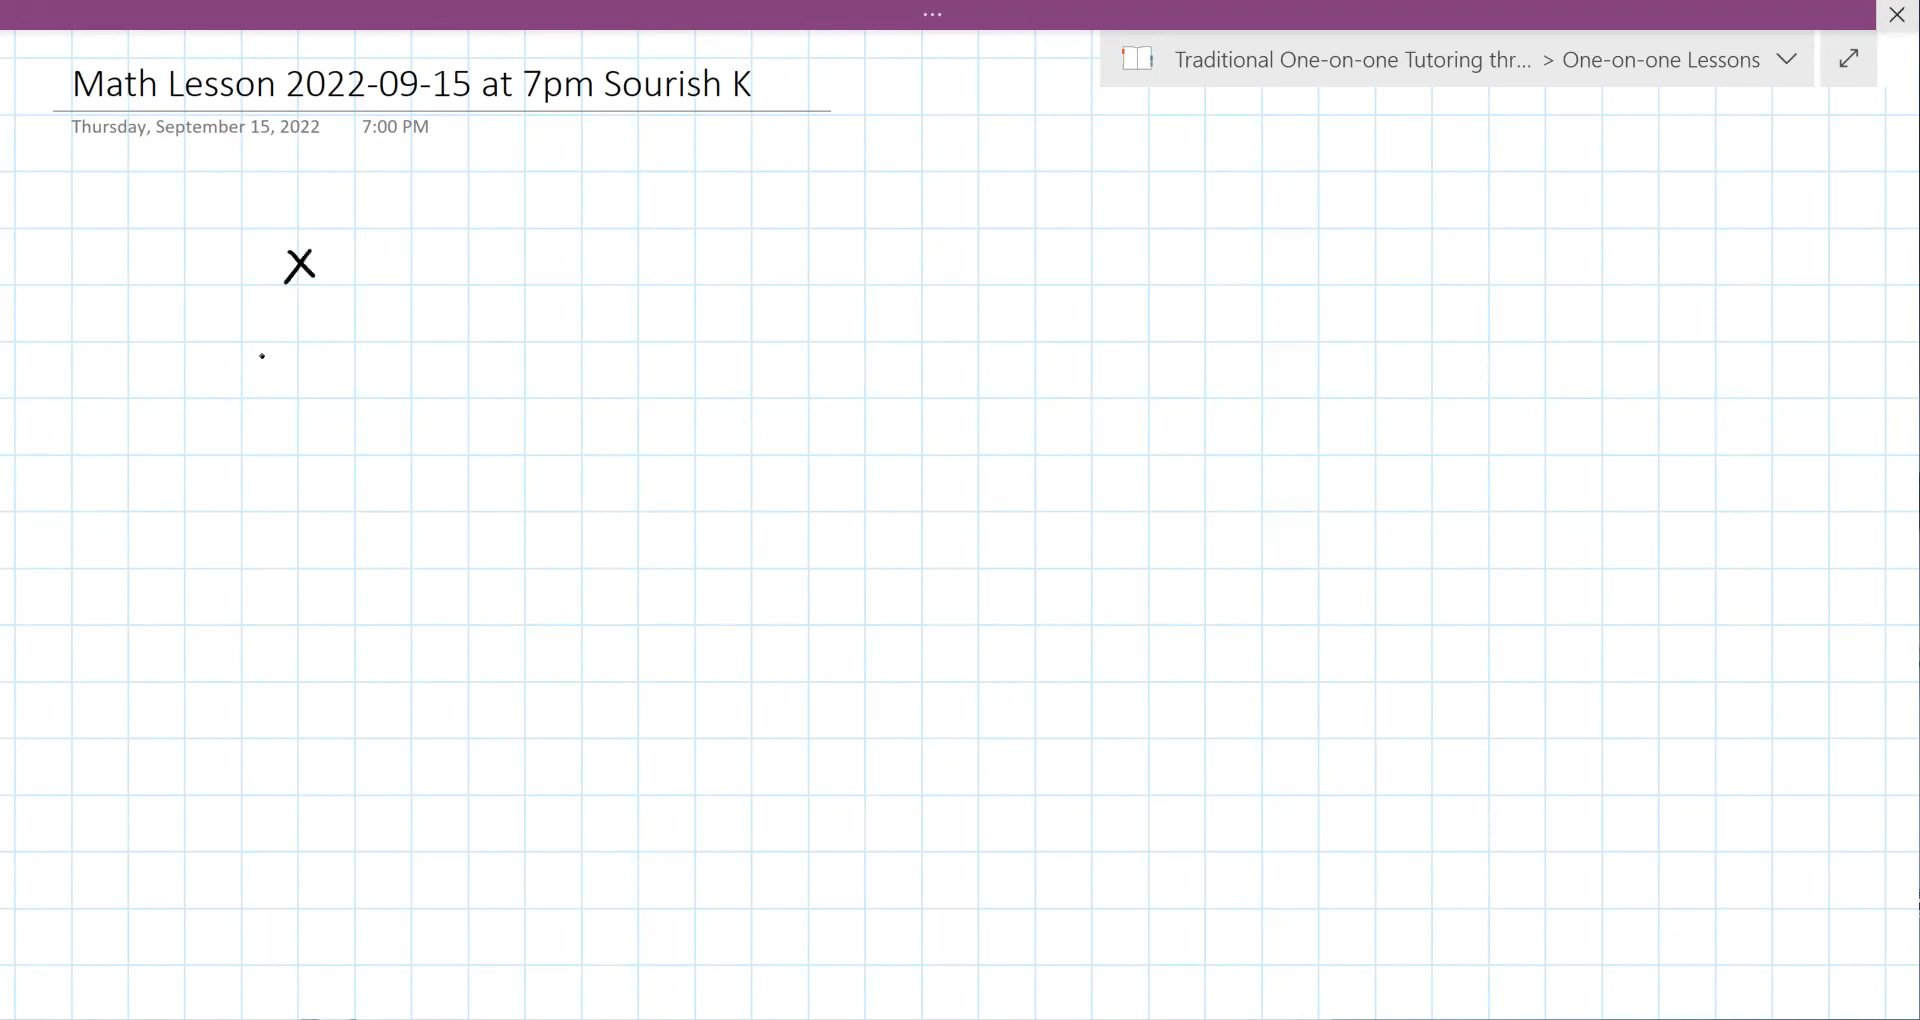 ...
Traditional One-on-one Tutoring thr... > One-on-one Lessons
Math Lesson 2022-09-15 at 7pm Sourish K
Thursday, September 15, 2022 7:00 PM
X